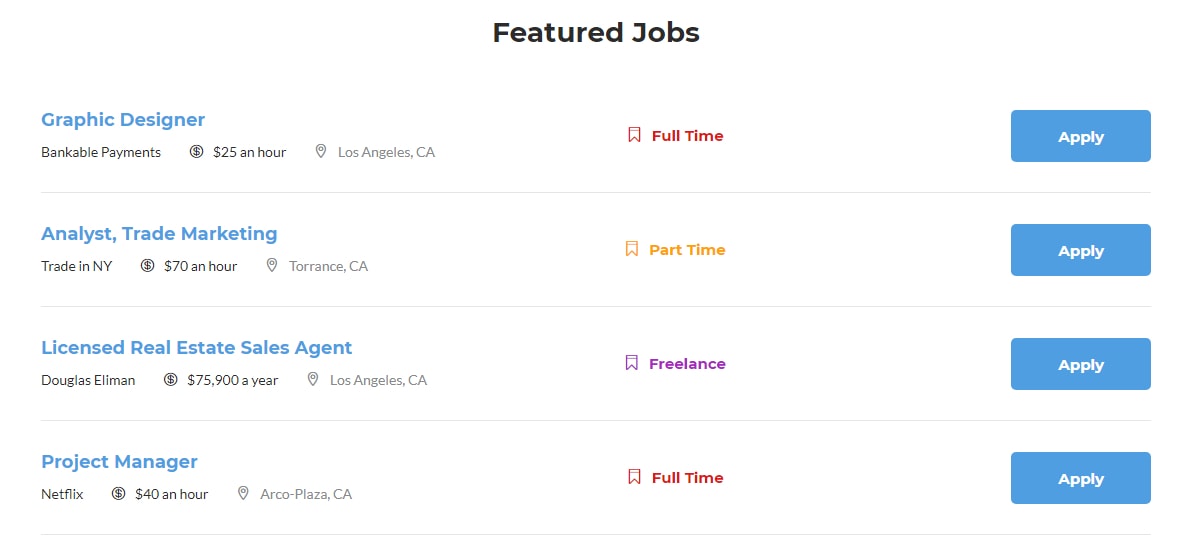 Featured Jobs
Graphic Designer
Bankable Payments $25 an hour Los Angeles, CA
Full Time
Apply
Analyst, Trade Marketing
Trade in NY $70 an hour Torrance, CA
Part Time
Apply
Licensed Real Estate Sales Agent
Douglas Eliman $75,900 a year Los Angeles, CA
Freelance
Apply
Project Manager
Netflix $40 an hour Arco-Plaza, CA
Full Time
Apply